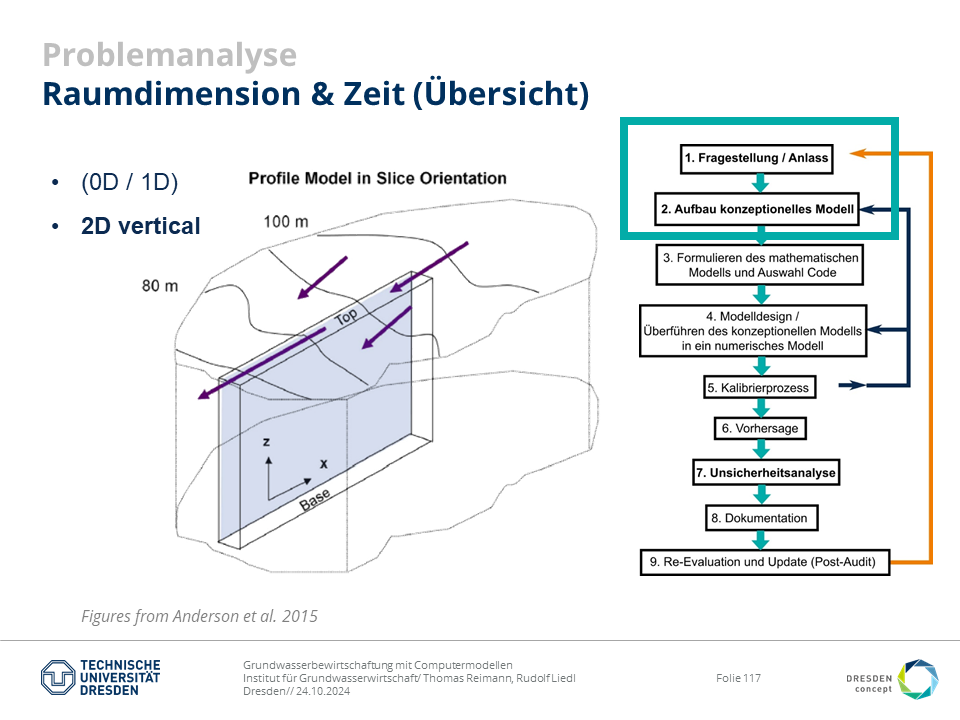 Problemanalyse
Raumdimension & Zeit (Übersicht)
• (0D / 1D)
• 2D vertical
Profile Model in Slice Orientation
100 m
80 m
Top
z
x
Base
1. Fragestellung / Anlass
2. Aufbau konzeptionelles Modell
3. Formulieren des mathematischen
Modells und Auswahl Code
4. Modelldesign /
Überführen des konzeptionellen Modells
in ein numerisches Modell
5. Kalibrierprozess
6. Vorhersage
7. Unsicherheitsanalyse
8. Dokumentation
9. Re-Evaluation und Update (Post-Audit)
Figures from Anderson et al. 2015
TECHNISCHE
UNIVERSITÄT
DRESDEN
Grundwasserbewirtschaftung mit Computermodellen
Institut für Grundwasserwirtschaft/ Thomas Reimann, Rudolf Liedl
Dresden// 24.10.2024
Folie 117
DRESDEN
concept